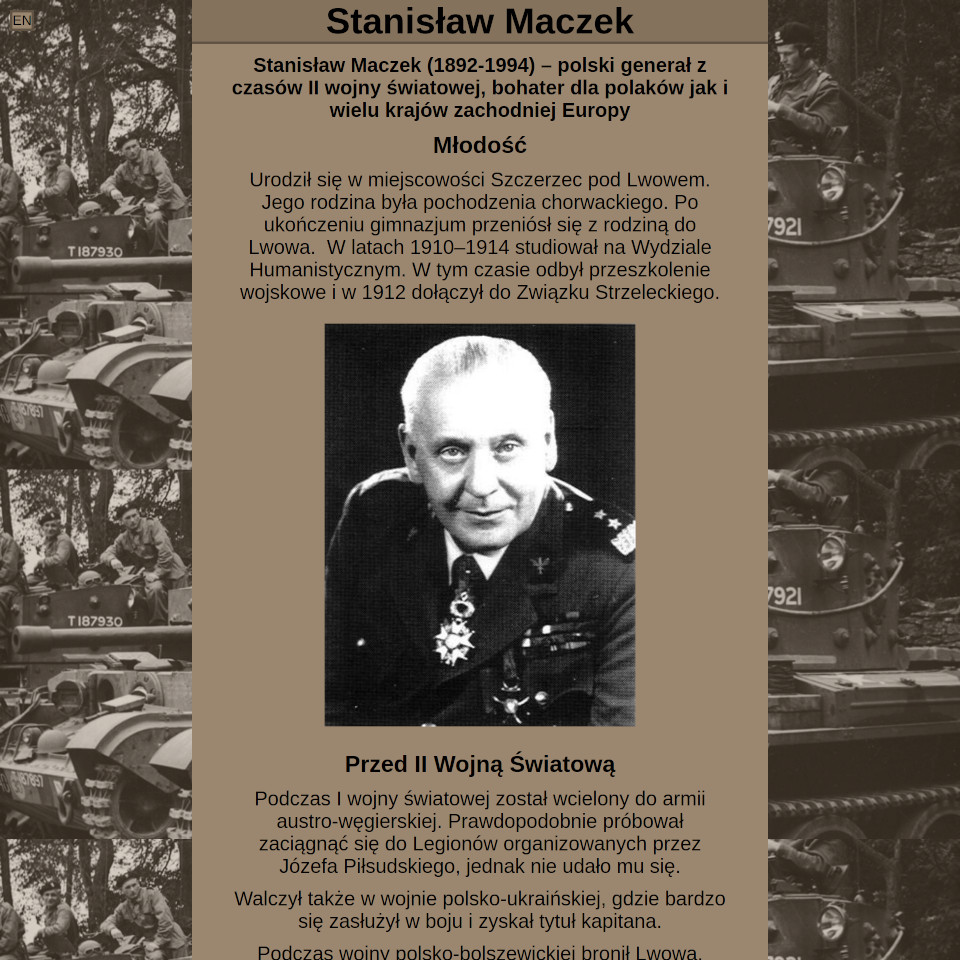 EN
Stanisław Maczek
Stanisław Maczek (1892-1994) – polski generał z
czasów II wojny światowej, bohater dla polaków jak i
wielu krajów zachodniej Europy
Młodość
Urodził się w miejscowości Szczerzec pod Lwowem.
Jego rodzina była pochodzenia chorwackiego. Po
ukończeniu gimnazjum przeniósł się z rodziną do
Lwowa.  W latach 1910–1914 studiował na Wydziale
Humanistycznym. W tym czasie odbył przeszkolenie
wojskowe i w 1912 dołączył do Związku Strzeleckiego.
T187930
7921
T187930
7921
Przed II Wojną Światową
Podczas I wojny światowej został wcielony do armii
austro-węgierskiej. Prawdopodobnie próbował
zaciągnąć się do Legionów organizowanych przez
Józefa Piłsudskiego, jednak nie udało mu się.
Walczył także w wojnie polsko-ukraińskiej, gdzie bardzo
się zasłużył w boju i zyskał tytuł kapitana.
Podczas wojny polsko-bolszewickiej bronił Lwowa.